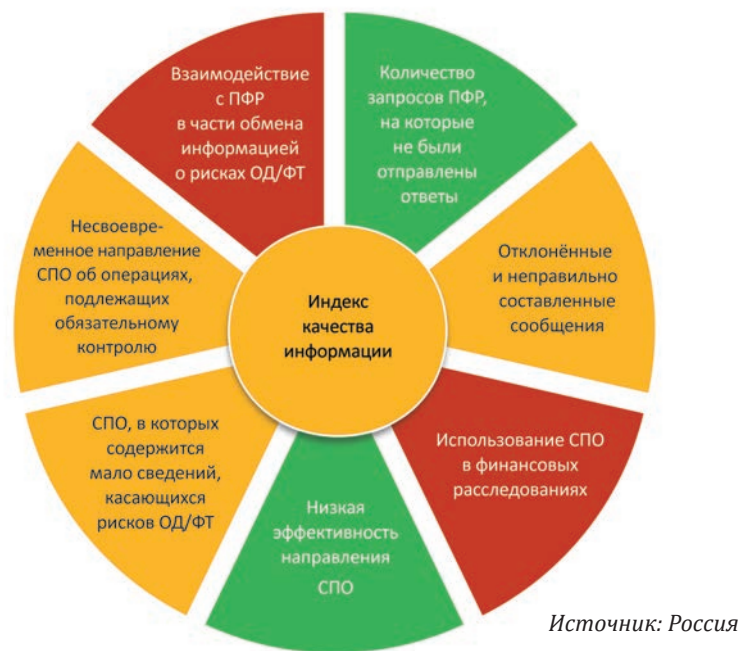 Взаимодействие
с ПФР
в части обмена
информацией
о рисках ОД/ФТ
Количество
запросов ПФР,
на которые
не были
отправлены
ответы
Несвоевре-
менное направление
СПО об операциях,
подлежащих
обязательному
контролю
Отклонённые
и неправильно
составленные
сообщения
Индекс
качества
информации
СПО, в которых
содержится
мало сведений,
касающихся
рисков ОД/ФТ
Использование СПО
в финансовых
расследованиях
Низкая
эффективность
направления
СПО
Источник: Россия